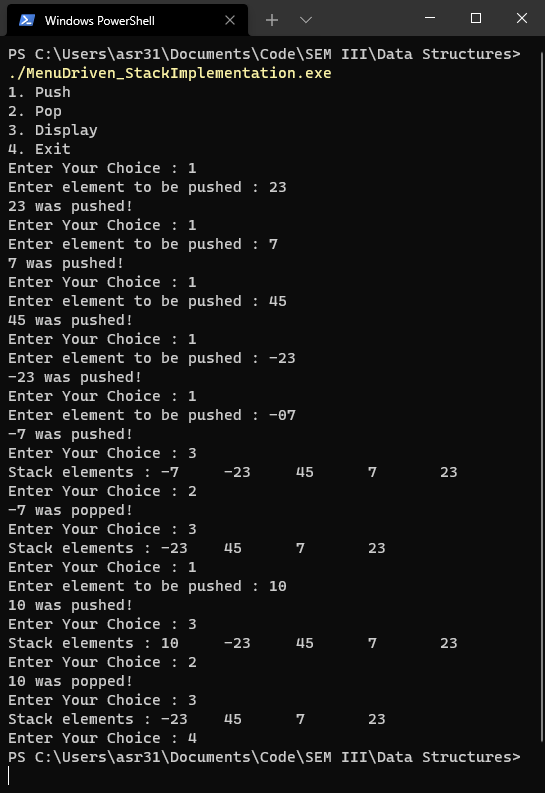 Windows PowerShell
PS C:\Users\asr31\Documents\Code\SEM III\Data Structures>
./MenuDriven_StackImplementation.exe
1. Push
2. Pop
3. Display
4. Exit
Enter Your Choice : 1
Enter element to be pushed : 23
23 was pushed!
Enter Your Choice : 1
Enter element to be pushed : 7
7 was pushed!
Enter Your Choice : 1
Enter element to be pushed : 45
45 was pushed!
Enter Your Choice : 1
Enter element to be pushed : -23
-23 was pushed!
Enter Your Choice : 1
Enter element to be pushed : -07
-7 was pushed!
Enter Your Choice : 3
Stack elements : -7     -23     45      7       23
Enter Your Choice : 2
-7 was popped!
Enter Your Choice : 3
Stack elements : -23    45      7       23
Enter Your Choice : 1
Enter element to be pushed : 10
10 was pushed!
Enter Your Choice : 3
Stack elements : 10     -23     45      7       23
Enter Your Choice : 2
10 was popped!
Enter Your Choice : 3
Stack elements : -23    45      7       23
Enter Your Choice : 4
PS C:\Users\asr31\Documents\Code\SEM III\Data Structures>